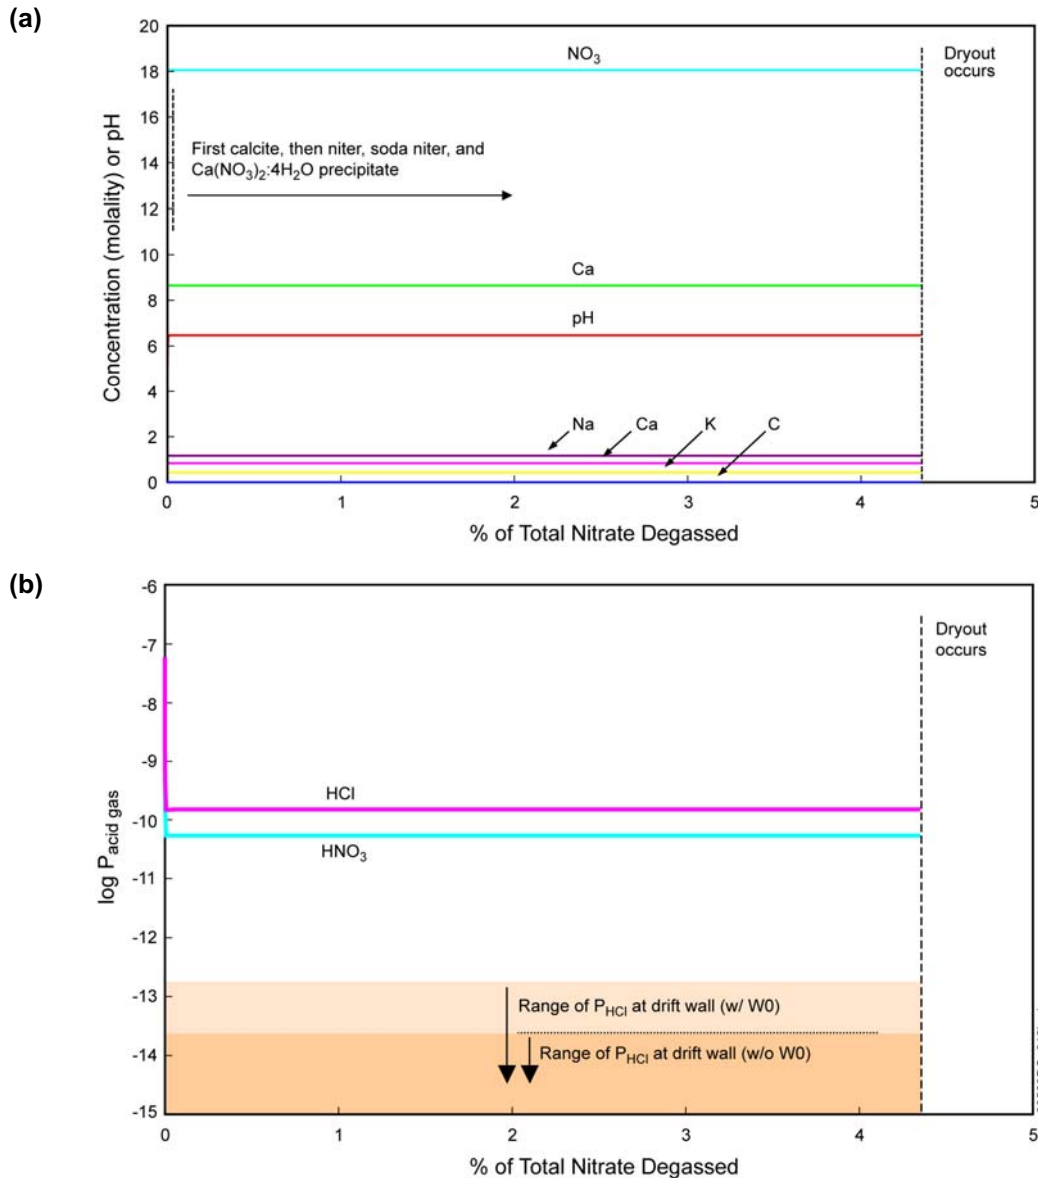 (a)
20
18
16
14
12
10
8
6
4
2
0
Concentration (molality) or pH
NO₃
Dryout
occurs
First calcite, then niter, soda niter, and
Ca(NO₃)₂:4H₂O precipitate
Ca
pH
Na Ca K C
0 1 2 3 4 5
% of Total Nitrate Degassed
(b)
-6
-7
-8
-9
-10
-11
-12
-13
-14
-15
log P acid gas
Dryout
occurs
HCl
HNO₃
Range of P HCl at drift wall (w/ W0)
Range of P HCl at drift wall (w/o W0)
0 1 2 3 4 5
% of Total Nitrate Degassed